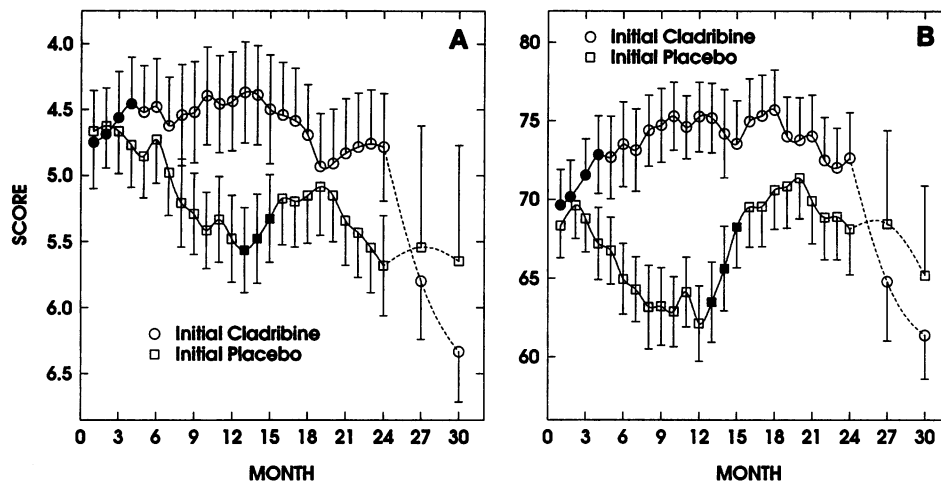 A
4.0
4.5
5.0
5.5
6.0
6.5
SCORE
Initial Cladribine
Initial Placebo
0 3 6 9 12 15 18 21 24 27 30
MONTH
B
Initial Cladribine
Initial Placebo
80
75
70
65
60
0 3 6 9 12 15 18 21 24 27 30
MONTH